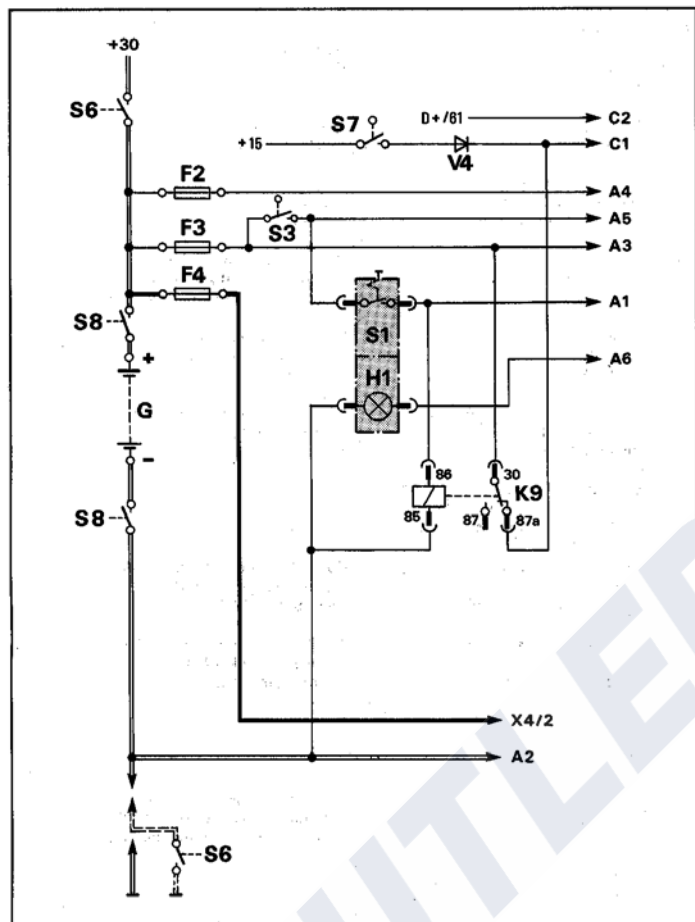 +30
S6
D+/61
C2
S7
+15
V4
C1
F2
A4
S3
A5
F3
A3
F4
S1
A1
S8
+
H1
A6
G
-
86
30
K9
85
87
87a
S8
X4/2
A2
S6